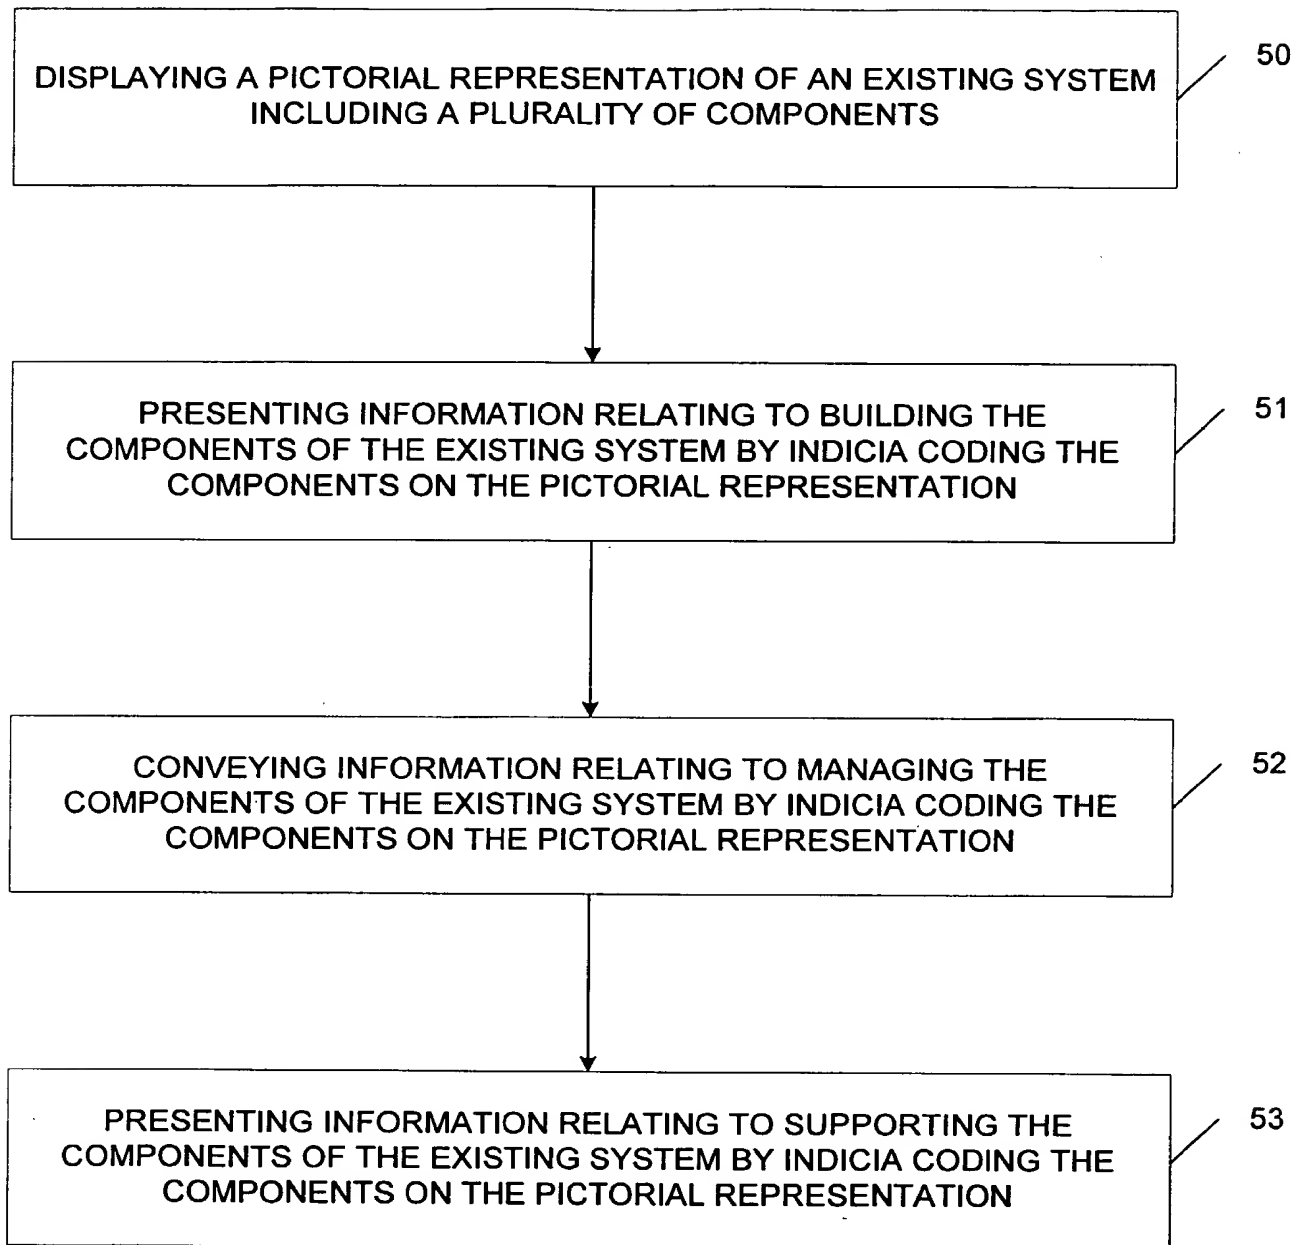 DISPLAYING A PICTORIAL REPRESENTATION OF AN EXISTING SYSTEM
INCLUDING A PLURALITY OF COMPONENTS
50
PRESENTING INFORMATION RELATING TO BUILDING THE
COMPONENTS OF THE EXISTING SYSTEM BY INDICIA CODING THE
COMPONENTS ON THE PICTORIAL REPRESENTATION
51
CONVEYING INFORMATION RELATING TO MANAGING THE
COMPONENTS OF THE EXISTING SYSTEM BY INDICIA CODING THE
COMPONENTS ON THE PICTORIAL REPRESENTATION
52
PRESENTING INFORMATION RELATING TO SUPPORTING THE
COMPONENTS OF THE EXISTING SYSTEM BY INDICIA CODING THE
COMPONENTS ON THE PICTORIAL REPRESENTATION
53